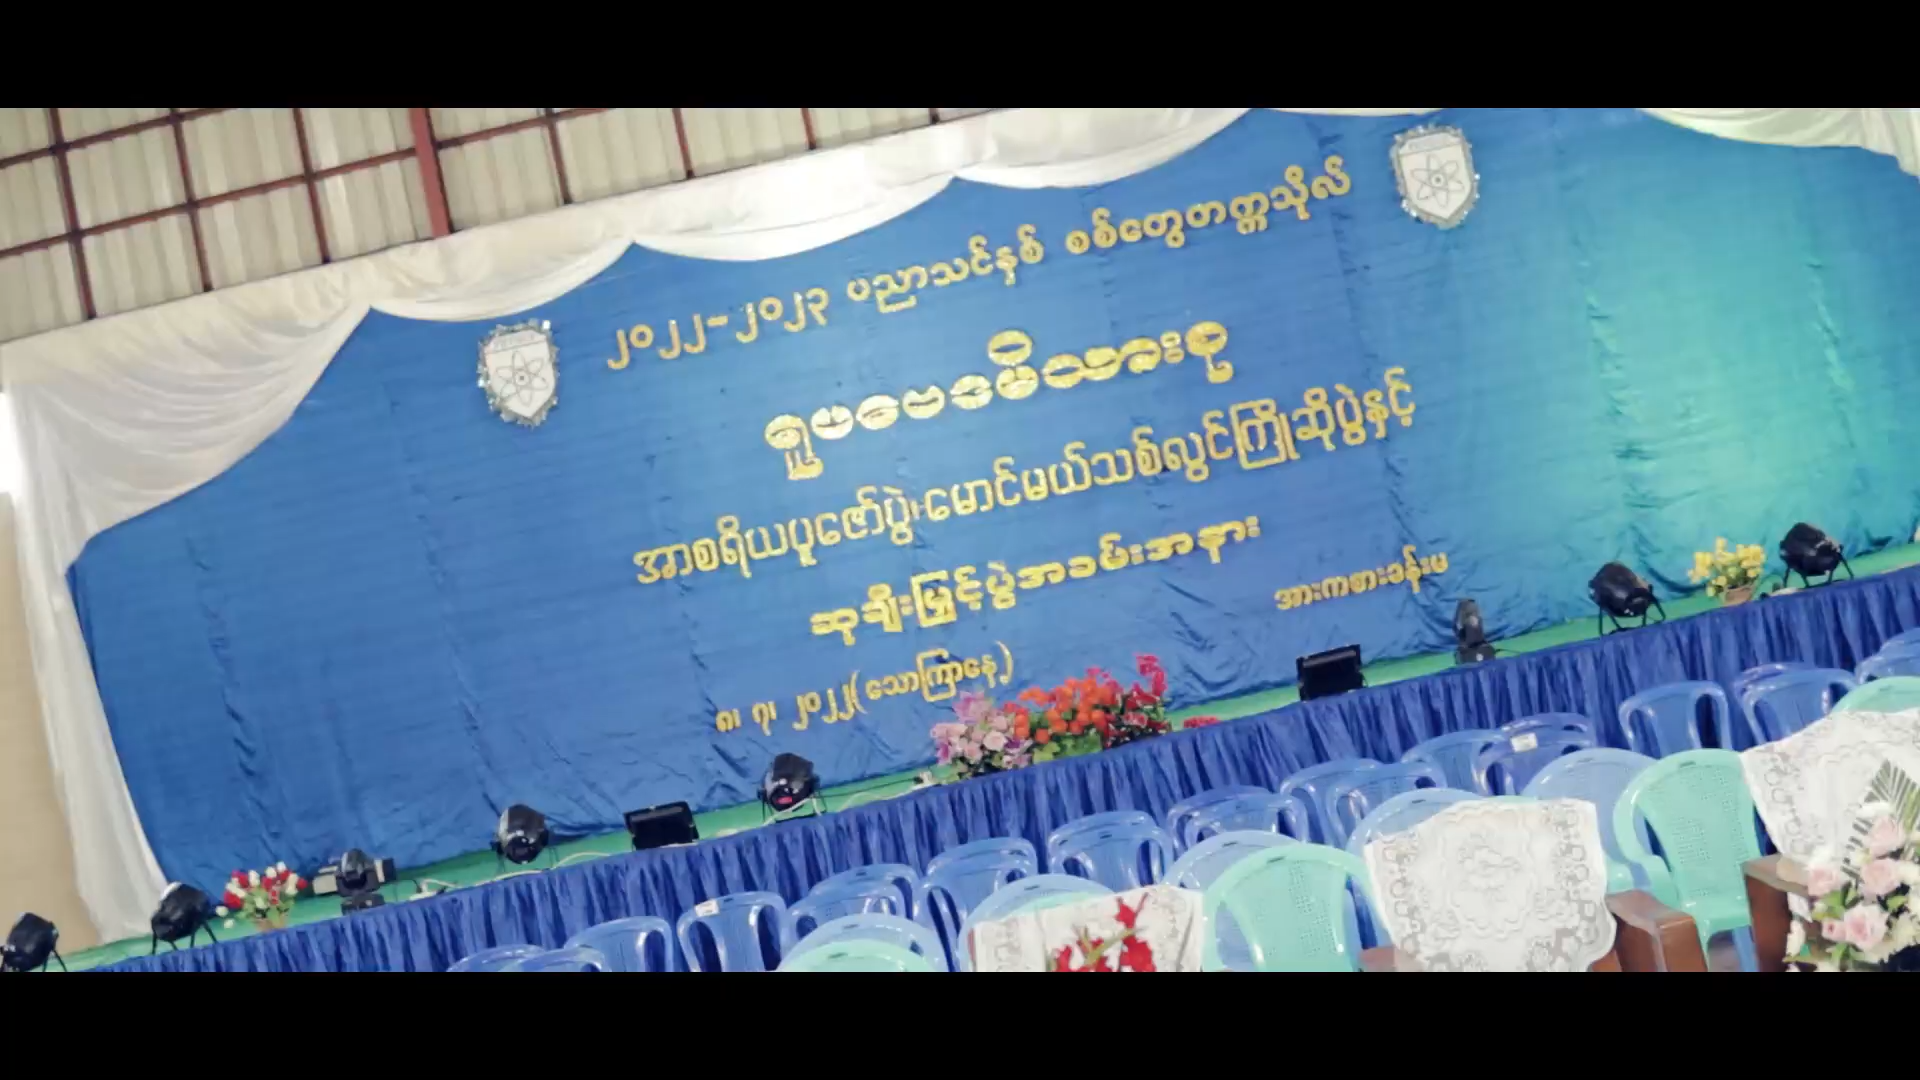 ၂၀၂၂-၂၀၂၃ ပညာသင်နှစ် စစ်တွေတက္ကသိုလ်
ရူပဗေဒမိသားစု
အာစရိယပူဇော်ပွဲ၊ မောင်မယ်သစ်လွင်ကြိုဆိုပွဲနှင့်
ဆုချီးမြှင့်ပွဲအခမ်းအနား
အားကစားခန်းမ
၈၊ ၇၊ ၂၀၂၂(သောကြာနေ့)